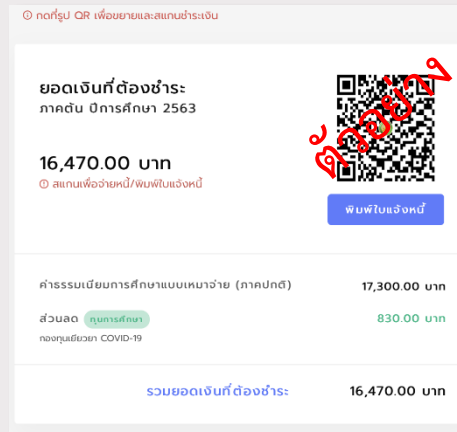 กดที่รูป QR เพื่อขยายและสแกนชำระเงิน
ยอดเงินที่ต้องชำระ
ภาคต้น ปีการศึกษา 2563
16,470.00 บาท
สแกนเพื่อจ่ายหนี้/พิมพ์ใบแจ้งหนี้
ตัวอย่าง
พิมพ์ใบแจ้งหนี้
ค่าธรรมเนียมการศึกษาแบบเหมาจ่าย (ภาคปกติ) 17,300.00 บาท
ส่วนลด ทุนการศึกษา 830.00 บาท
กองทุนเยียวยา COVID-19
รวมยอดเงินที่ต้องชำระ 16,470.00 บาท